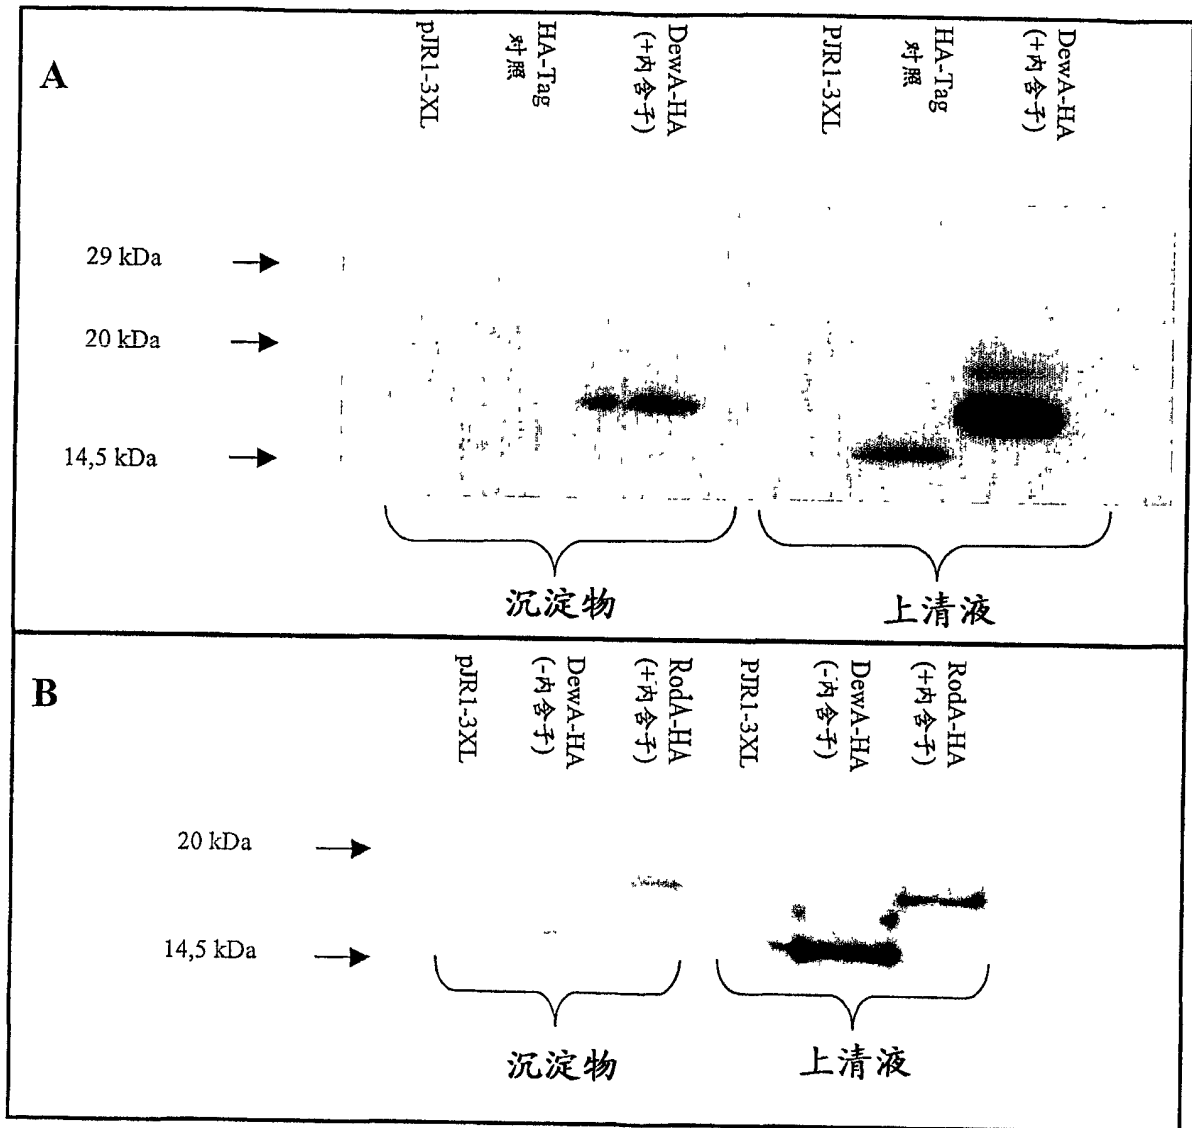 A
pJR1-3XL
HA-Tag
对照
DewA-HA
(+内含子)
PJR1-3XL
HA-Tag
对照
DewA-HA
(+内含子)
29 kDa
20 kDa
14,5 kDa
沉淀物
上清液
B
pJR1-3XL
DewA-HA
(-内含子)
RodA-HA
(+内含子)
PJR1-3XL
DewA-HA
(-内含子)
RodA-HA
(+内含子)
20 kDa
14,5 kDa
沉淀物
上清液